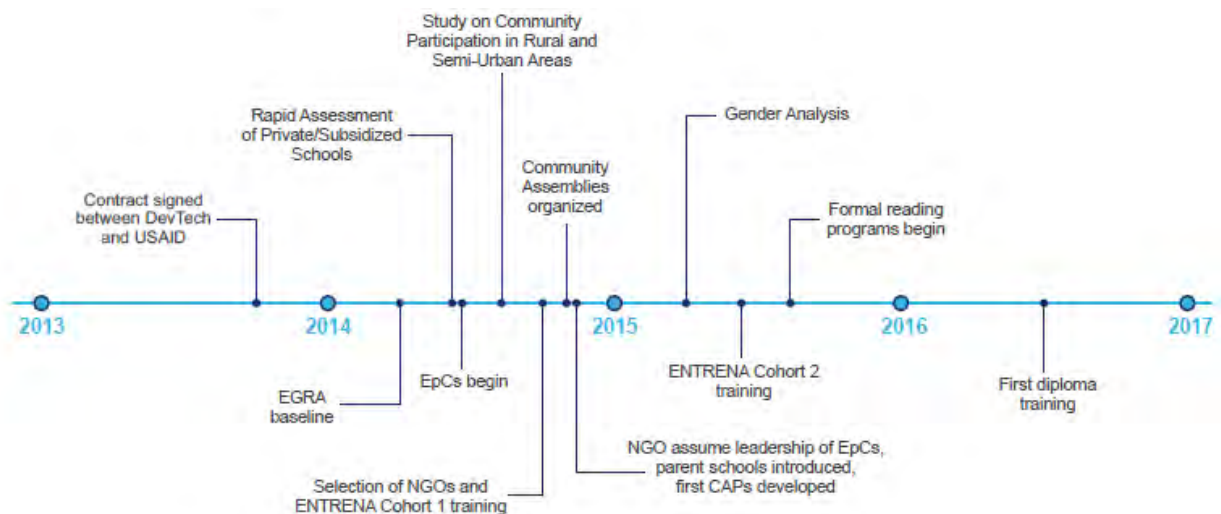 Study on Community
Participation in Rural and
Semi-Urban Areas
Rapid Assessment
of Private/Subsidized
Schools
Gender Analysis
Community
Assemblies
organized
Contract signed
between DevTech
and USAID
Formal reading
programs begin
2013
2014
2015
2016
2017
EGRA
baseline
EpCs begin
ENTRENA Cohort 2
training
First diploma
training
Selection of NGOs and
ENTRENA Cohort 1 training
NGO assume leadership of EpCs,
parent schools introduced,
first CAPs developed